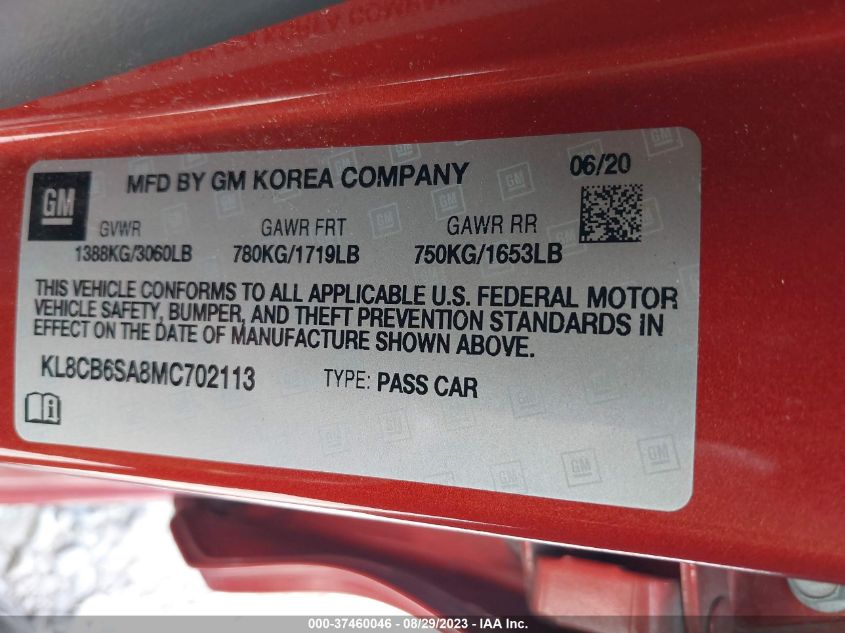 GM
MFD BY GM KOREA COMPANY
06/20
GVWR GAWR FRT GAWR RR
1388KG/3060LB 780KG/1719LB 750KG/1653LB
THIS VEHICLE CONFORMS TO ALL APPLICABLE U.S. FEDERAL MOTOR
VEHICLE SAFETY, BUMPER, AND THEFT PREVENTION STANDARDS IN
EFFECT ON THE DATE OF MANUFACTURE SHOWN ABOVE.
KL8CB6SA8MC702113 TYPE: PASS CAR
000-37460046 - 08/29/2023 - IAA Inc.